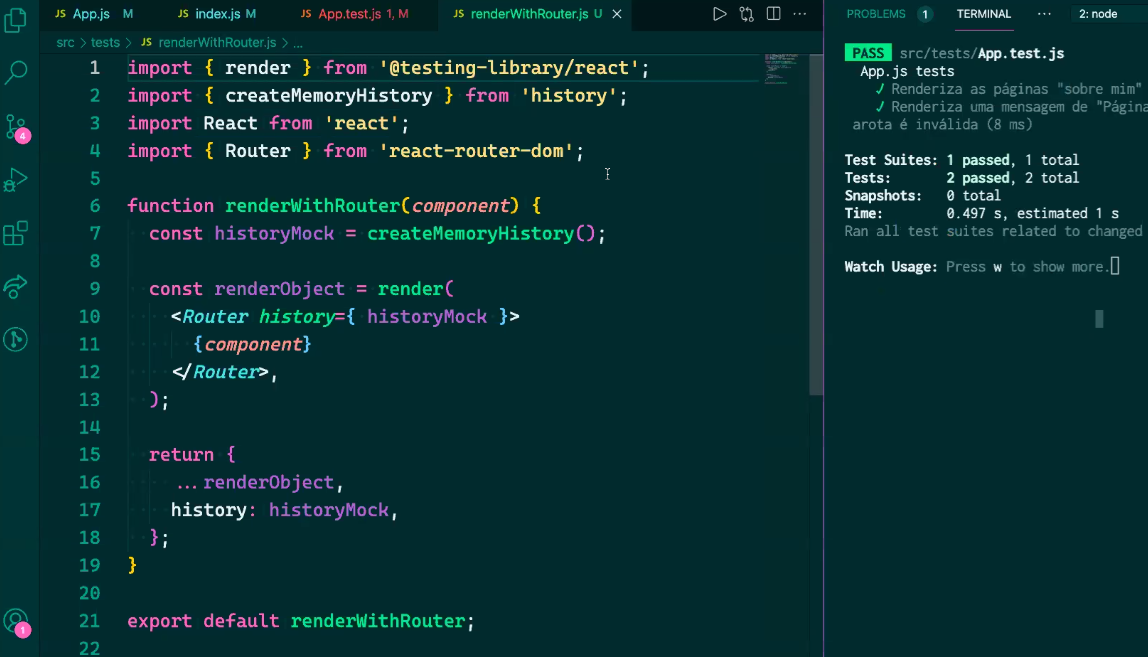 JS App.js M
JS index.js M
JS App.test.js 1, M
JS renderWithRouter.js U
src > tests > JS renderWithRouter.js > ...
1 import { render } from '@testing-library/react';
2 import { createMemoryHistory } from 'history';
3 import React from 'react';
4 import { Router } from 'react-router-dom';
5
6 function renderWithRouter(component) {
7 const historyMock = createMemoryHistory();
8
9 const renderObject = render(
10 <Router history={ historyMock }>
11 {component}
12 </Router>,
13 );
14
15 return {
16 ...renderObject,
17 history: historyMock,
18 };
19 }
20
21 export default renderWithRouter;
22
4
1
PROBLEMS 1 TERMINAL ... 2: node
PASS src/tests/App.test.js
App.js tests
✓ Renderiza as páginas "sobre mim"
✓ Renderiza uma mensagem de "Página
arota é inválida (8 ms)
Test Suites: 1 passed, 1 total
Tests: 2 passed, 2 total
Snapshots: 0 total
Time: 0.497 s, estimated 1 s
Ran all test suites related to changed
Watch Usage: Press w to show more.